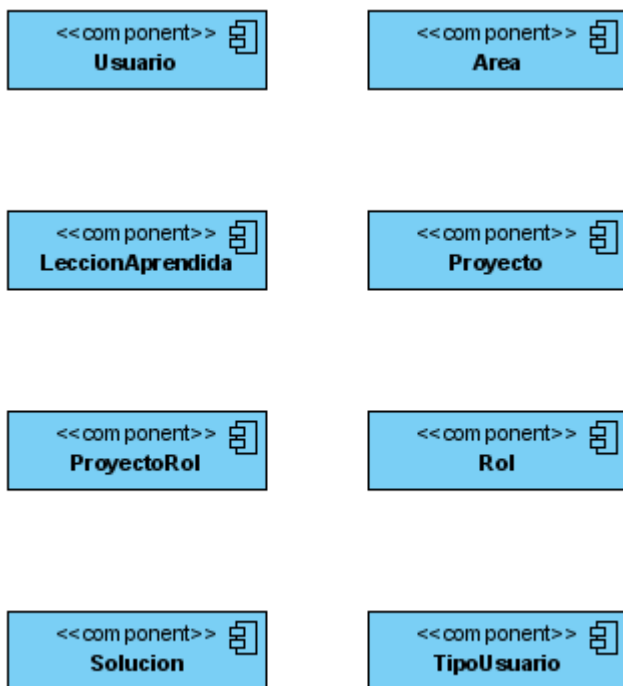 <<component>>
Usuario
<<component>>
Area
<<component>>
LeccionAprendida
<<component>>
Proyecto
<<component>>
ProyectoRol
<<component>>
Rol
<<component>>
Solucion
<<component>>
TipoUsuario